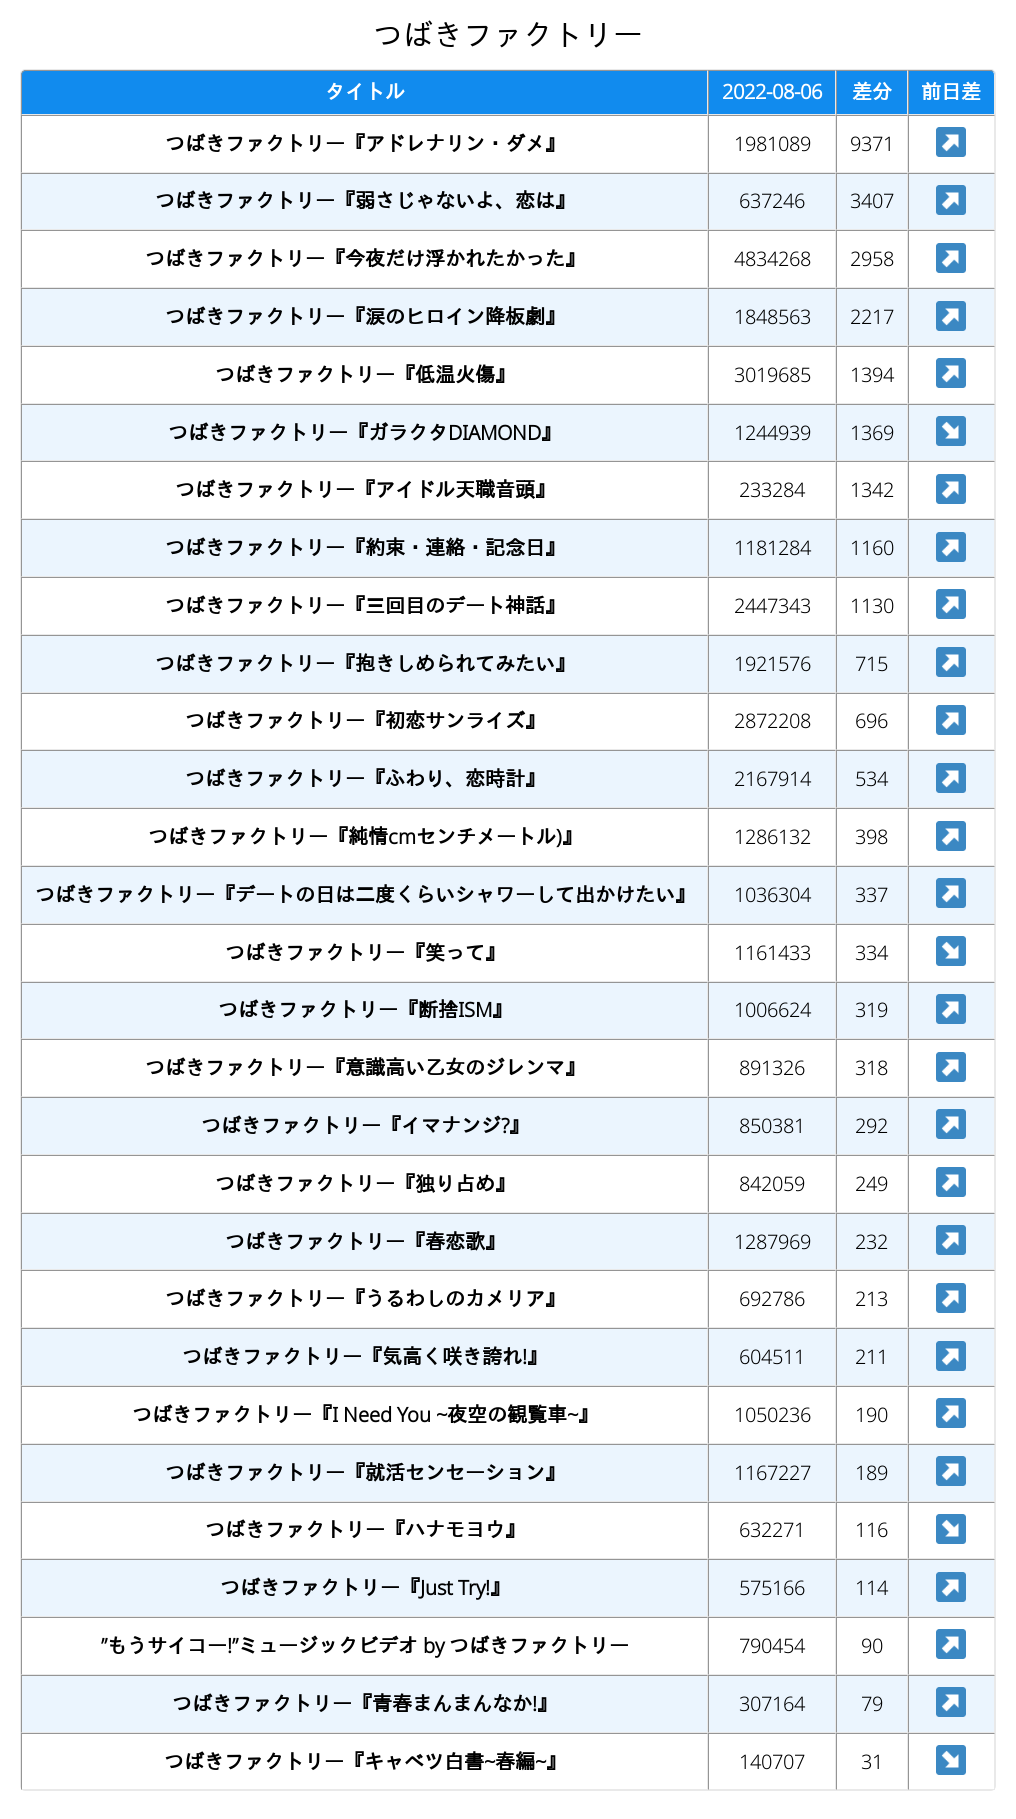 つばきファクトリー
タイトル 2022-08-06 差分 前日差
つばきファクトリー『アドレナリン・ダメ』 1981089 9371
つばきファクトリー『弱さじゃないよ、恋は』 637246 3407
つばきファクトリー『今夜だけ浮かれたかった』 4834268 2958
つばきファクトリー『涙のヒロイン降板劇』 1848563 2217
つばきファクトリー『低温火傷』 3019685 1394
つばきファクトリー『ガラクタDIAMOND』 1244939 1369
つばきファクトリー『アイドル天職音頭』 233284 1342
つばきファクトリー『約束・連絡・記念日』 1181284 1160
つばきファクトリー『三回目のデート神話』 2447343 1130
つばきファクトリー『抱きしめられてみたい』 1921576 715
つばきファクトリー『初恋サンライズ』 2872208 696
つばきファクトリー『ふわり、恋時計』 2167914 534
つばきファクトリー『純情cmセンチメートル)』 1286132 398
つばきファクトリー『デートの日は二度くらいシャワーして出かけたい』 1036304 337
つばきファクトリー『笑って』 1161433 334
つばきファクトリー『断捨ISM』 1006624 319
つばきファクトリー『意識高い乙女のジレンマ』 891326 318
つばきファクトリー『イマナンジ?』 850381 292
つばきファクトリー『独り占め』 842059 249
つばきファクトリー『春恋歌』 1287969 232
つばきファクトリー『うるわしのカメリア』 692786 213
つばきファクトリー『気高く咲き誇れ!』 604511 211
つばきファクトリー『I Need You ~夜空の観覧車~』 1050236 190
つばきファクトリー『就活センセーション』 1167227 189
つばきファクトリー『ハナモヨウ』 632271 116
つばきファクトリー『Just Try!』 575166 114
”もうサイコー!”ミュージックビデオ by つばきファクトリー 790454 90
つばきファクトリー『青春まんまんなか!』 307164 79
つばきファクトリー『キャベツ白書~春編~』 140707 31